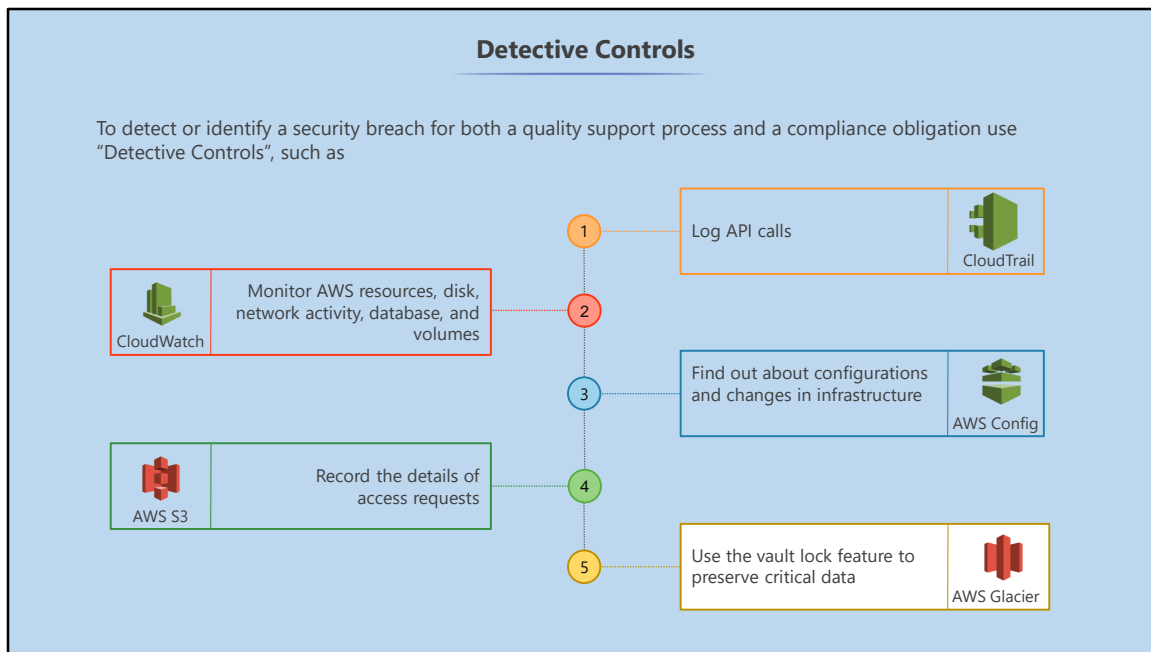 Detective Controls
To detect or identify a security breach for both a quality support process and a compliance obligation use
“Detective Controls”, such as
1
Log API calls
CloudTrail
2
Monitor AWS resources, disk,
network activity, database, and
volumes
CloudWatch
3
Find out about configurations
and changes in infrastructure
AWS Config
4
Record the details of
access requests
AWS S3
5
Use the vault lock feature to
preserve critical data
AWS Glacier